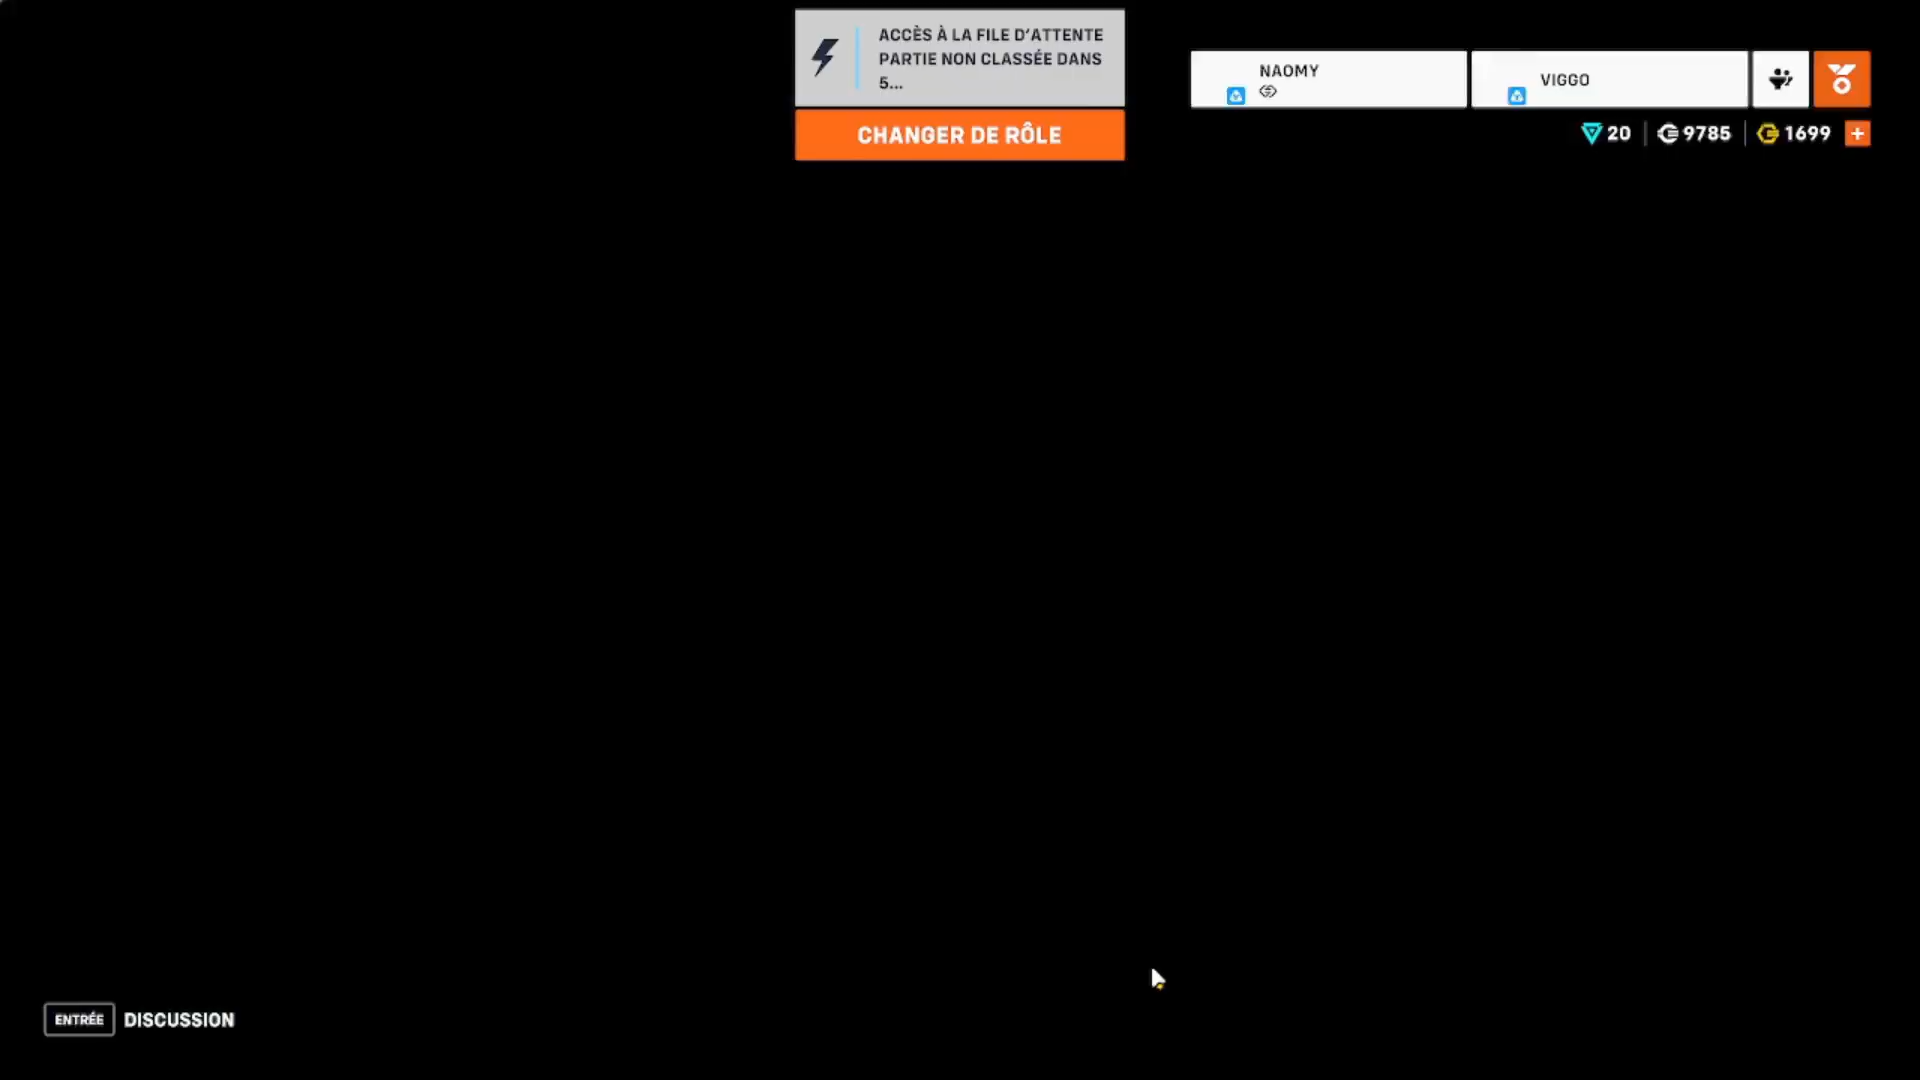 ACCÈS À LA FILE D'ATTENTE
PARTIE NON CLASSÉE DANS
5...
CHANGER DE RÔLE
NAOMY
VIGGO
20
9785
1699
+
ENTRÉE DISCUSSION